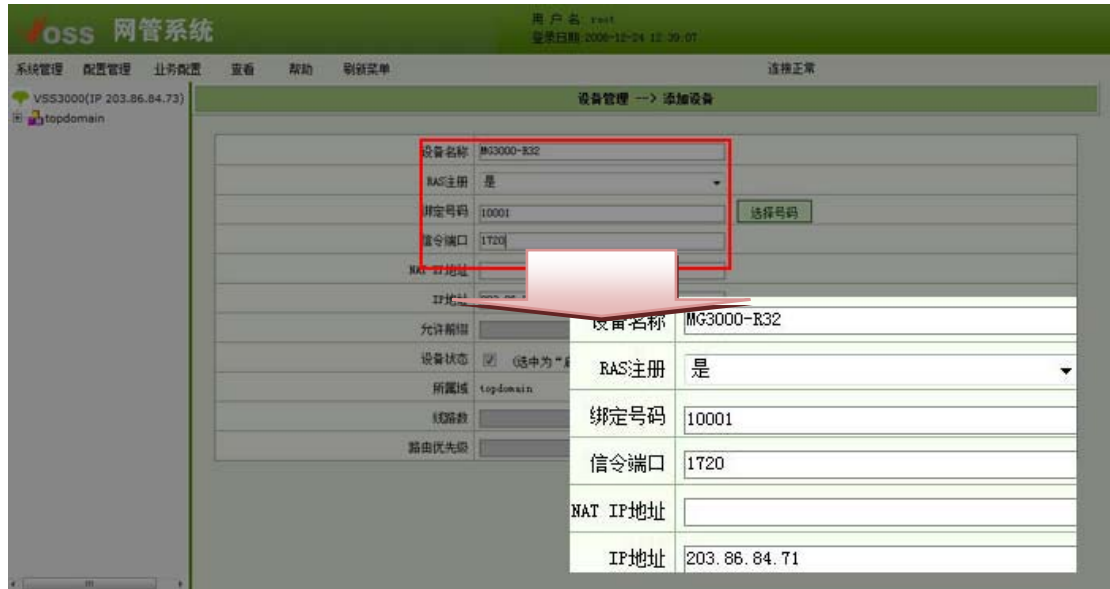 Voss 网管系统
用 户 名: root
登录日期:2006-12-24 12:39:07
系统管理 配置管理 业务配置 查看 帮助 刷新菜单 连接正常
VSS3000(IP 203.86.84.73)
topdomain
设备管理 --> 添加设备
设备名称 MG3000-R32
RAS注册 是
绑定号码 10001 选择号码
信令端口 1720
NAT IP地址
IP地址
允许前缀
设备状态 (选中为"
所属域 topdomain
线路数
路由优先级
设备名称 MG3000-R32
RAS注册 是
绑定号码 10001
信令端口 1720
NAT IP地址
IP地址 203.86.84.71